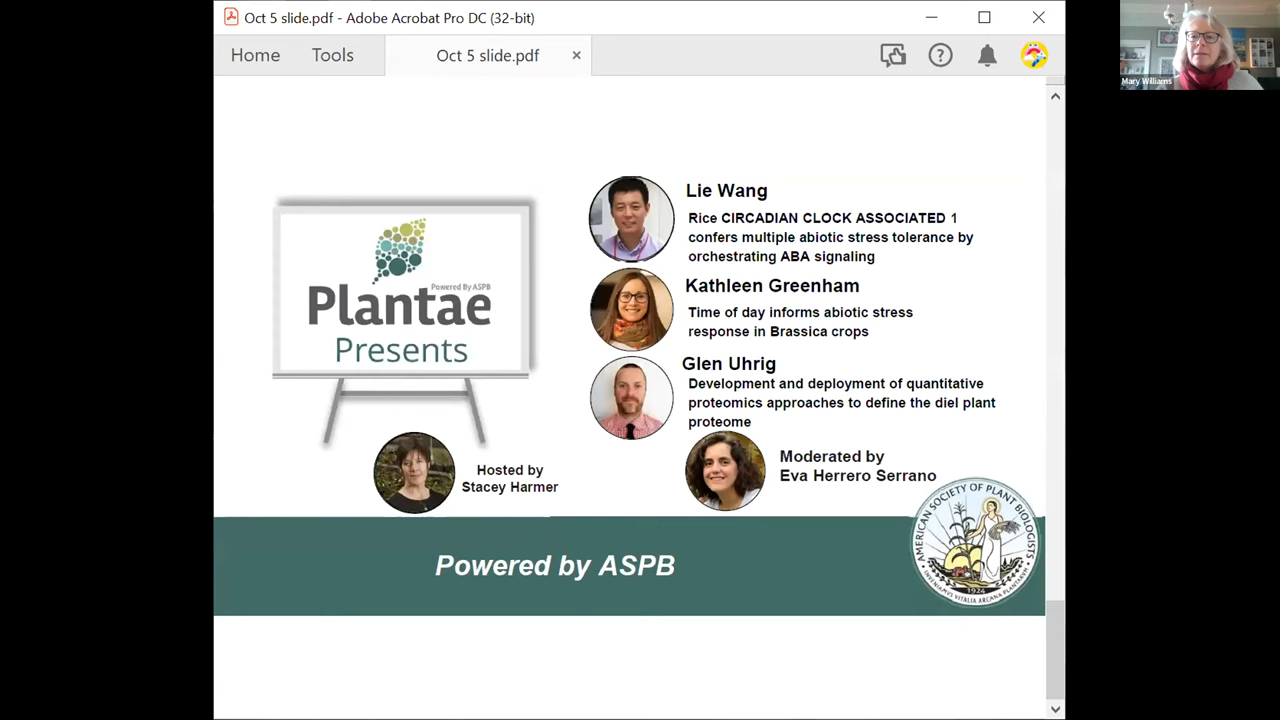 Oct 5 slide.pdf - Adobe Acrobat Pro DC (32-bit)
Home
Tools
Oct 5 slide.pdf
Mary Williams
Powered By ASPB
Plantae
Presents
Lie Wang
Rice CIRCADIAN CLOCK ASSOCIATED 1
confers multiple abiotic stress tolerance by
orchestrating ABA signaling
Kathleen Greenham
Time of day informs abiotic stress
response in Brassica crops
Glen Uhrig
Development and deployment of quantitative
proteomics approaches to define the diel plant
proteome
Hosted by
Stacey Harmer
Moderated by
Eva Herrero Serrano
Powered by ASPB
AMERICAN SOCIETY OF PLANT BIOLOGISTS
INVENIAMUS VITALIA ARCANA PLANTARUM
1924